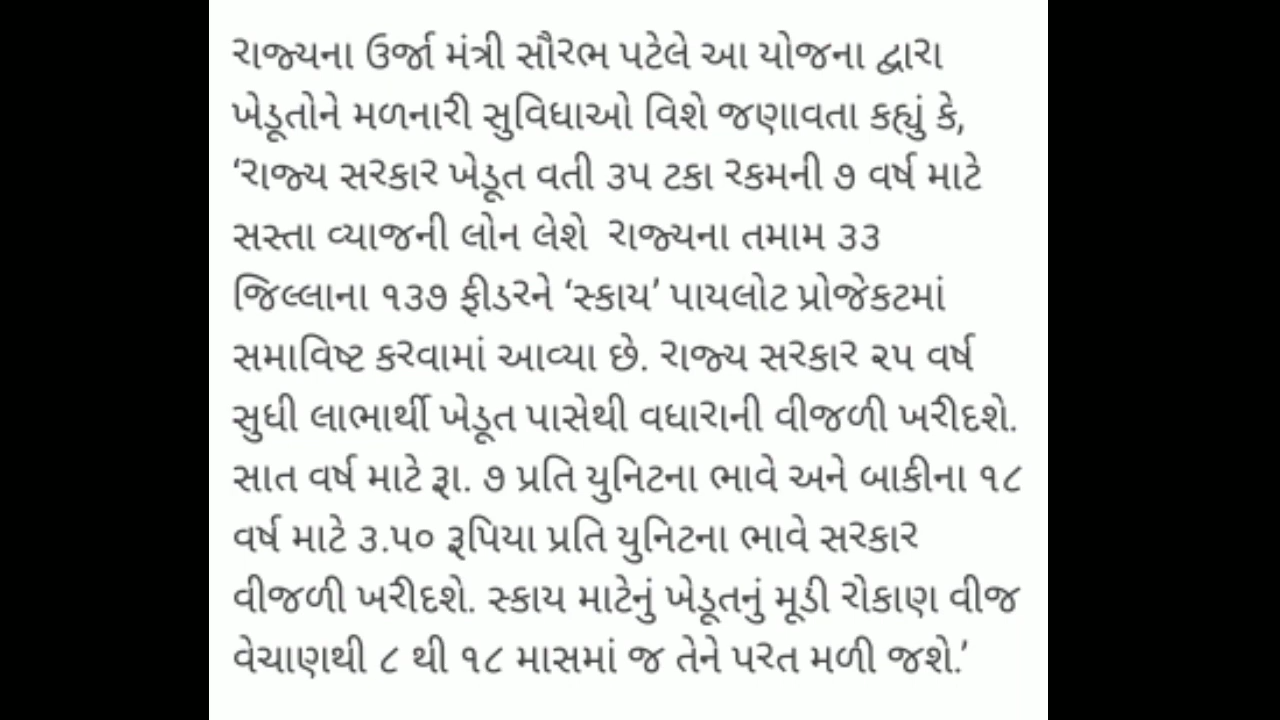 રાજ્યના ઉર્જા મંત્રી સૌરભ પટેલે આ યોજના દ્વારા
ખેડૂતોને મળનારી સુવિધાઓ વિશે જણાવતા કહ્યું કે,
‘રાજ્ય સરકાર ખેડૂત વતી ૩૫ ટકા રકમની ૭ વર્ષ માટે
સસ્તા વ્યાજની લોન લેશે રાજ્યના તમામ ૩૩
જિલ્લાના ૧૩૭ ફીડરને ‘સ્કાય’ પાયલોટ પ્રોજેકટમાં
સમાવિષ્ટ કરવામાં આવ્યા છે. રાજ્ય સરકાર ૨૫ વર્ષ
સુધી લાભાર્થી ખેડૂત પાસેથી વધારાની વીજળી ખરીદશે.
સાત વર્ષ માટે રૂા. ૭ પ્રતિ યુનિટના ભાવે અને બાકીના ૧૮
વર્ષ માટે ૩.૫૦ રૂપિયા પ્રતિ યુનિટના ભાવે સરકાર
વીજળી ખરીદશે. સ્કાય માટેનું ખેડૂતનું મૂડી રોકાણ વીજ
વેચાણથી ૮ થી ૧૮ માસમાં જ તેને પરત મળી જશે.’